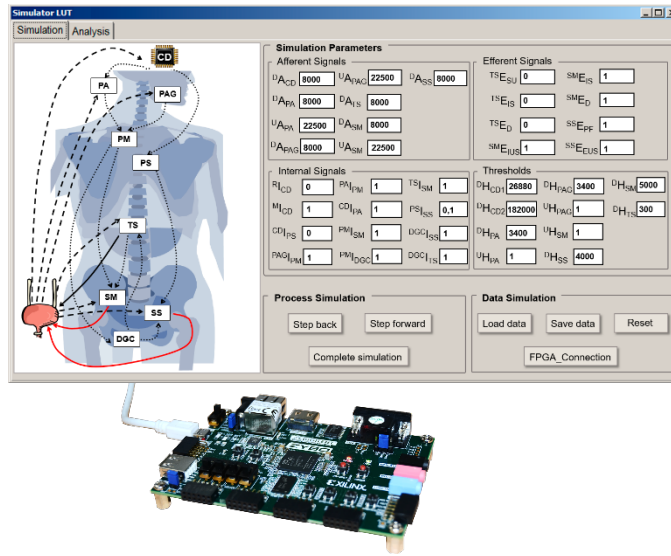 Simulator LUT
Simulation Analysis
CD
PA
PAG
PM
PS
TS
SM
SS
DGC
Simulation Parameters
Afferent Signals
DACD 8000 UAPAG 22500 DASS 8000
DAPA 8000 DATS 8000
UAPA 22500 DASM 8000
DAPAG 8000 UASM 22500
Efferent Signals
TSESU 0 SMEIS 1
TSEIS 0 SMED 1
TSED 0 SSEPF 1
SMEIUS 1 SSEEUS 1
Internal Signals
RICD 0 PAIPM 1 TSISM 1
MICD 1 CDIPA 1 PSISS 0,1
CDIPS 0 PMISM 1 DGCISS 1
PAGIPM 1 PMIDGC 1 DGCITS 1
Thresholds
DHCD1 26880 DHPAG 3400 DHSM 5000
DHCD2 182000 UHPAG 1 DHTS 300
DHPA 3400 UHSM 1
UHPA 1 DHSS 4000
Process Simulation
Step back Step forward
Complete simulation
Data Simulation
Load data Save data Reset
FPGA_Connection
ZYBO
XILINX